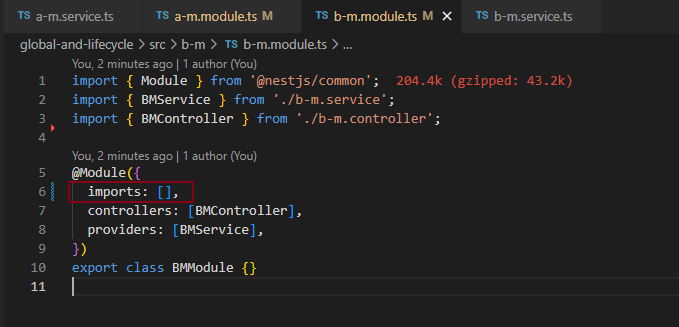 TS a-m.service.ts TS a-m.module.ts M TS b-m.module.ts M × TS b-m.service.ts
global-and-lifecycle > src > b-m > TS b-m.module.ts > ...
You, 2 minutes ago | 1 author (You)
1 import { Module } from '@nestjs/common'; 204.4k (gzipped: 43.2k)
2 import { BMService } from './b-m.service';
3 import { BMController } from './b-m.controller';
4
You, 2 minutes ago | 1 author (You)
5 @Module({
6 imports: [],
7 controllers: [BMController],
8 providers: [BMService],
9 })
10 export class BMModule {}
11